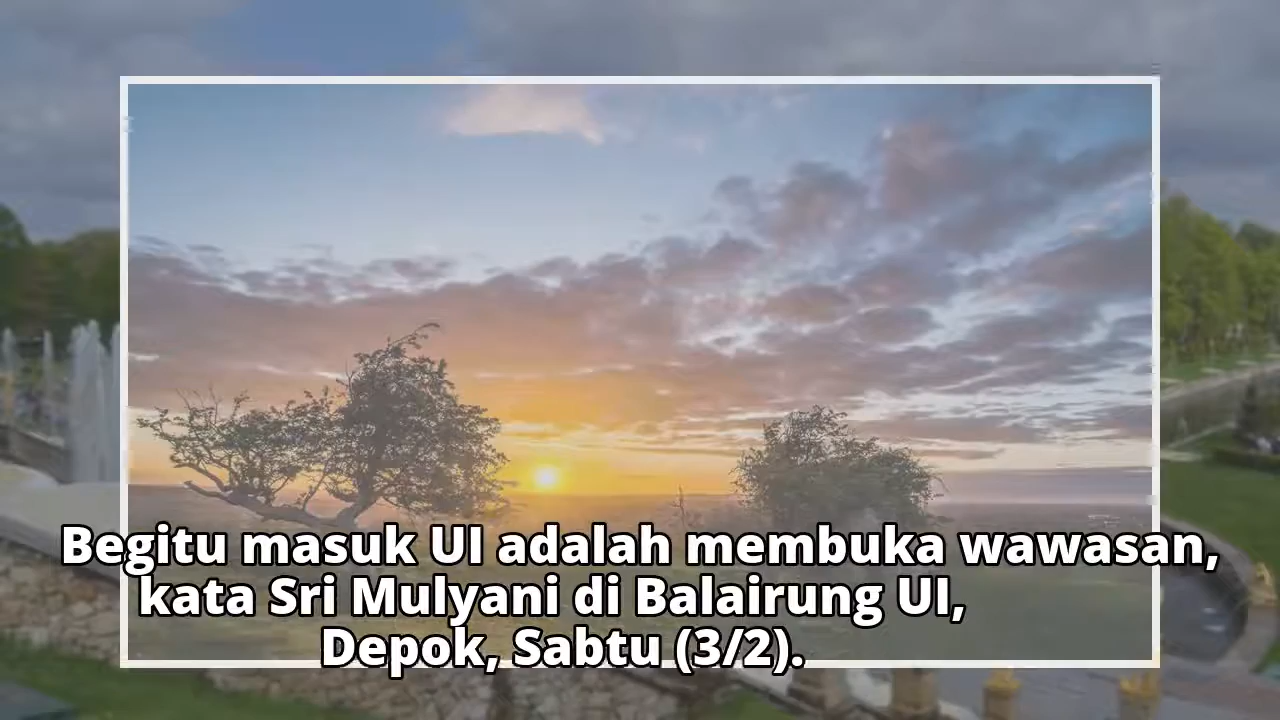 Begitu masuk UI adalah membuka wawasan,
kata Sri Mulyani di Balairung UI,
Depok, Sabtu (3/2).